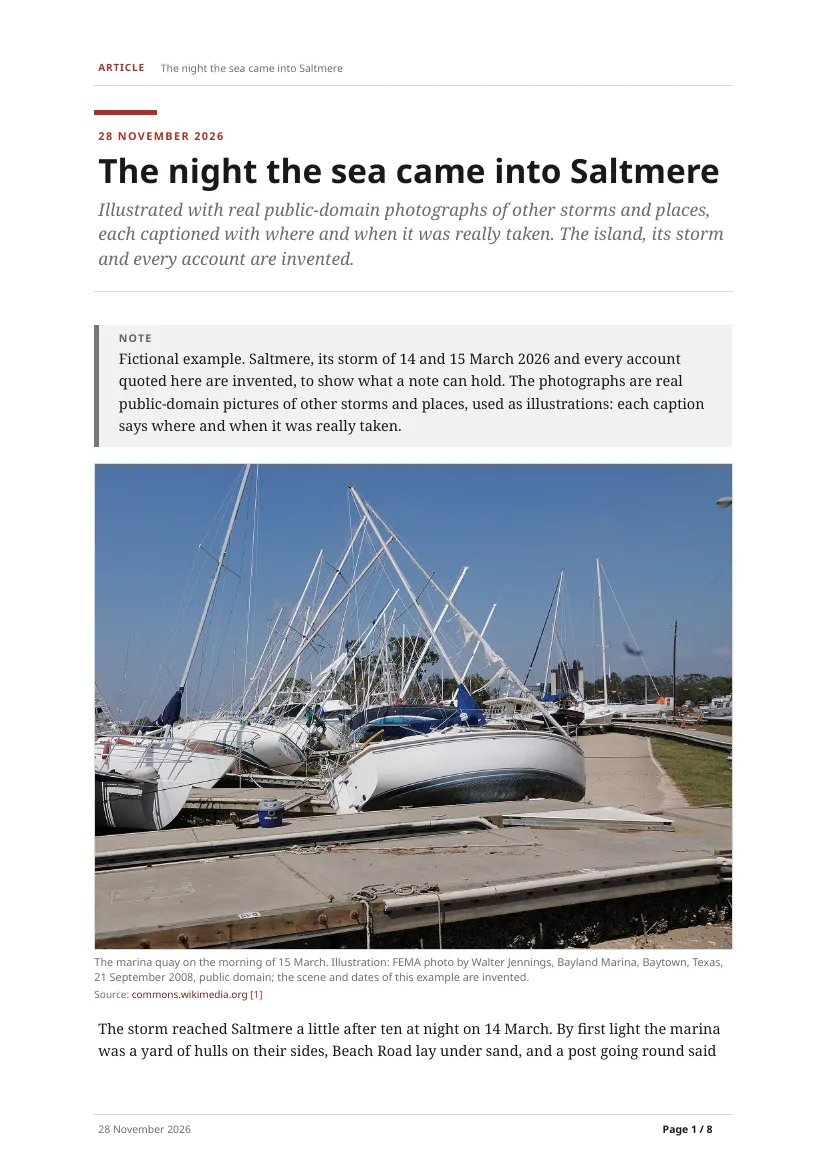 ARTICLE The night the sea came into Saltmere
28 NOVEMBER 2026
The night the sea came into Saltmere
Illustrated with real public-domain photographs of other storms and places,
each captioned with where and when it was really taken. The island, its storm
and every account are invented.
NOTE
Fictional example. Saltmere, its storm of 14 and 15 March 2026 and every account
quoted here are invented, to show what a note can hold. The photographs are real
public-domain pictures of other storms and places, used as illustrations: each caption
says where and when it was really taken.
The marina quay on the morning of 15 March. Illustration: FEMA photo by Walter Jennings, Bayland Marina, Baytown, Texas,
21 September 2008, public domain; the scene and dates of this example are invented.
Source: commons.wikimedia.org [1]
The storm reached Saltmere a little after ten at night on 14 March. By first light the marina
was a yard of hulls on their sides, Beach Road lay under sand, and a post going round said
28 November 2026 Page 1 / 8